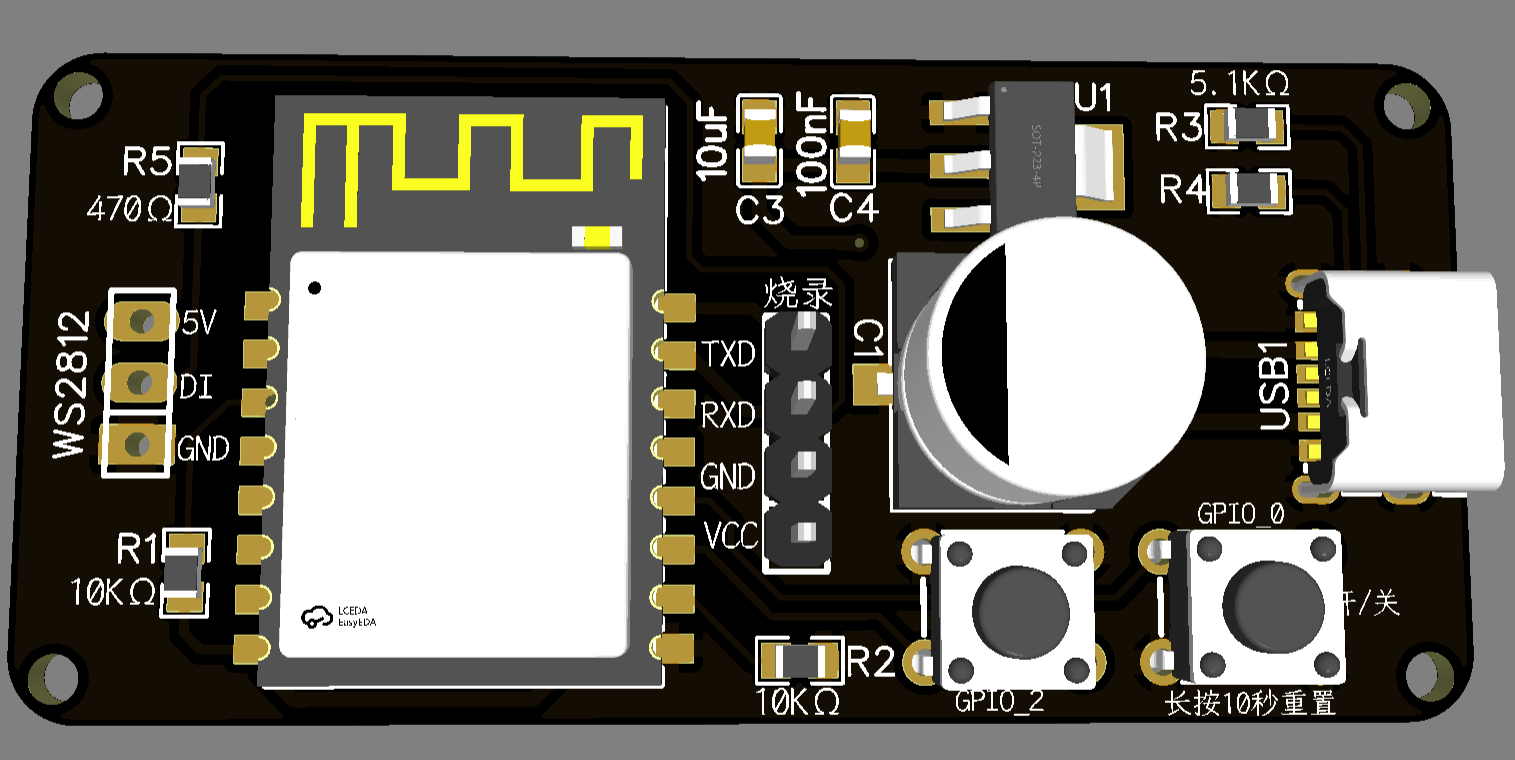 5.1KΩ
U1
R3
R4
10uF
100nF
SOT-223-4P
C3
C4
R5
470Ω
烧录
TXD
RXD
GND
VCC
C1
USB1
WS2812
5V
DI
GND
R1
10KΩ
LCEDA
EasyEDA
GPIO_0
开/关
R2
10KΩ
GPIO_2
长按10秒重置